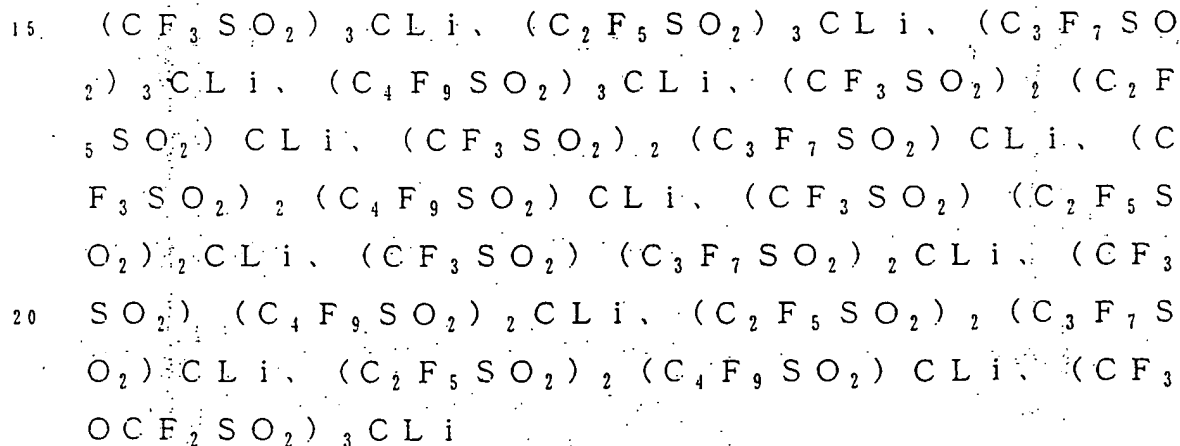 15 (CF₃SO₂)₃CLi、(C₂F₅SO₂)₃CLi、(C₃F₇SO
₂)₃CLi、(C₄F₉SO₂)₃CLi、(CF₃SO₂)₂(C₂F
₅SO₂)CLi、(CF₃SO₂)₂(C₃F₇SO₂)CLi、(C
F₃SO₂)₂(C₄F₉SO₂)CLi、(CF₃SO₂)(C₂F₅S
O₂)₂CLi、(CF₃SO₂)(C₃F₇SO₂)₂CLi、(CF₃
20 SO₂)(C₄F₉SO₂)₂CLi、(C₂F₅SO₂)₂(C₃F₇S
O₂)CLi、(C₂F₅SO₂)₂(C₄F₉SO₂)CLi、(CF₃
OCF₂SO₂)₃CLi